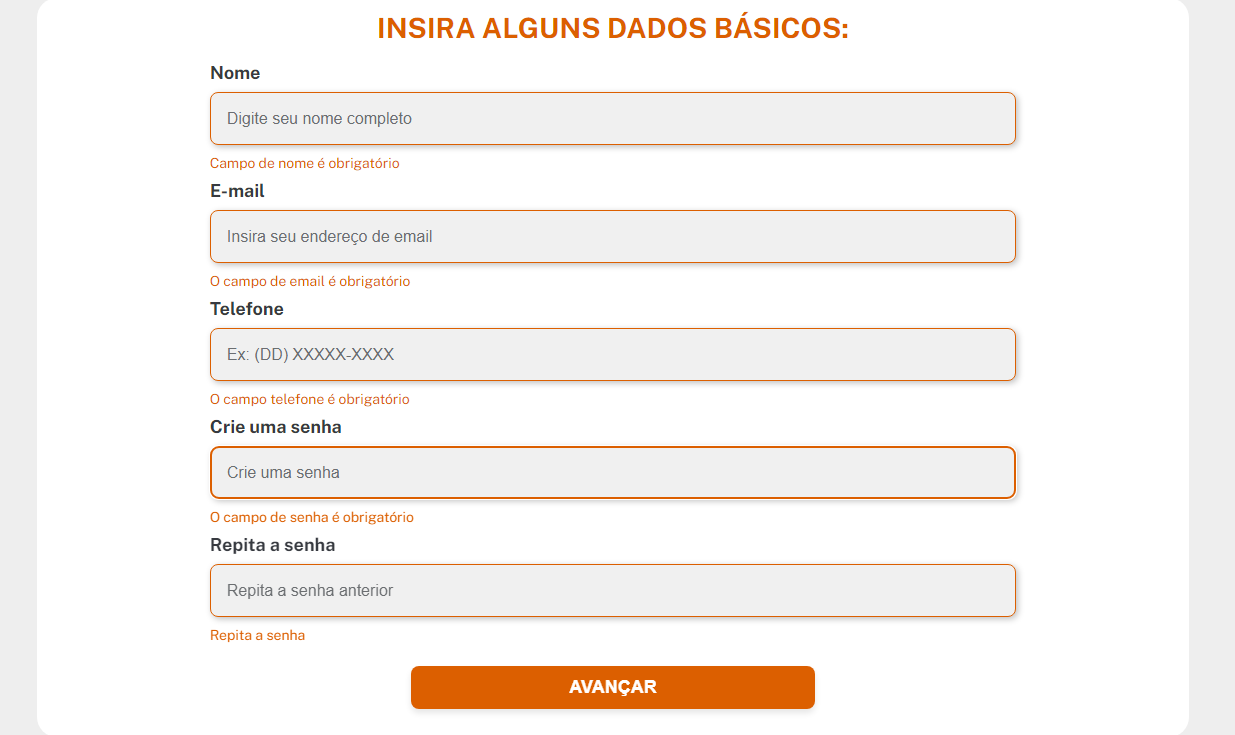 INSIRA ALGUNS DADOS BÁSICOS:
Nome
Digite seu nome completo
Campo de nome é obrigatório
E-mail
Insira seu endereço de email
O campo de email é obrigatório
Telefone
Ex: (DD) XXXXX-XXXX
O campo telefone é obrigatório
Crie uma senha
Crie uma senha
O campo de senha é obrigatório
Repita a senha
Repita a senha anterior
Repita a senha
AVANÇAR